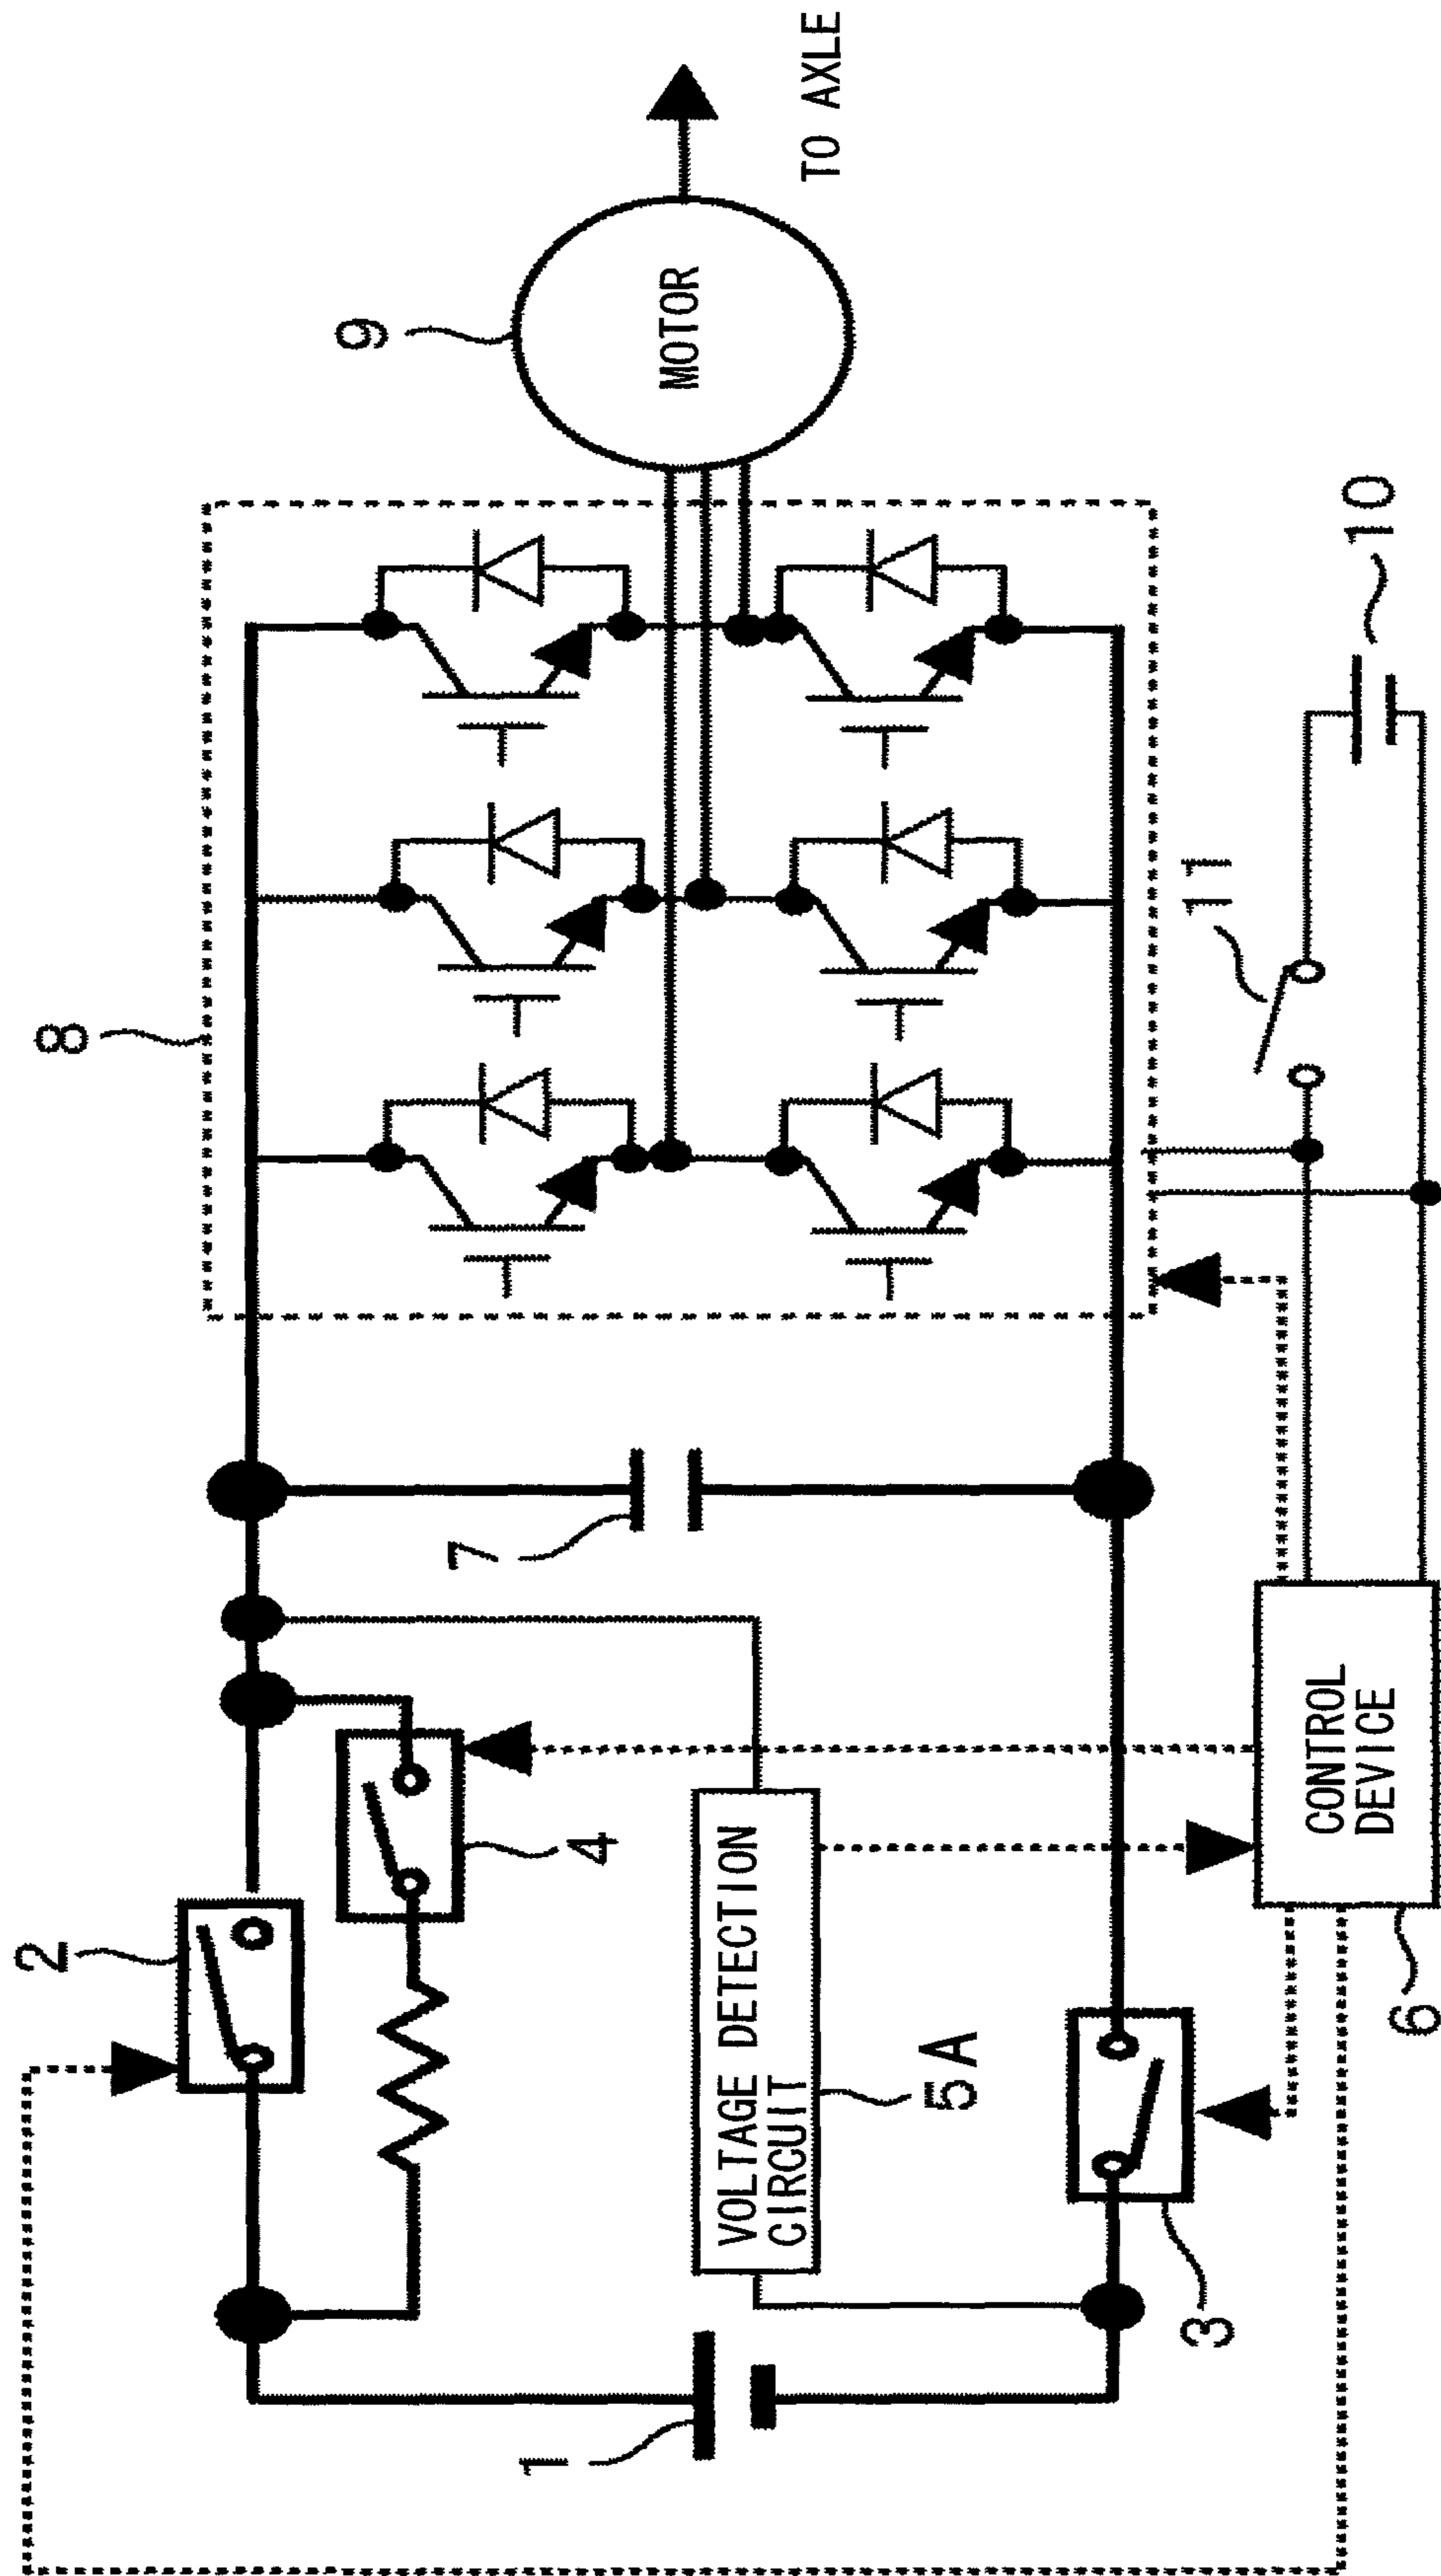 8
9
MOTOR
TO AXLE
2
4
7
11
10
VOLTAGE DETECTION
CIRCUIT
5A
1
3
CONTROL
DEVICE
6